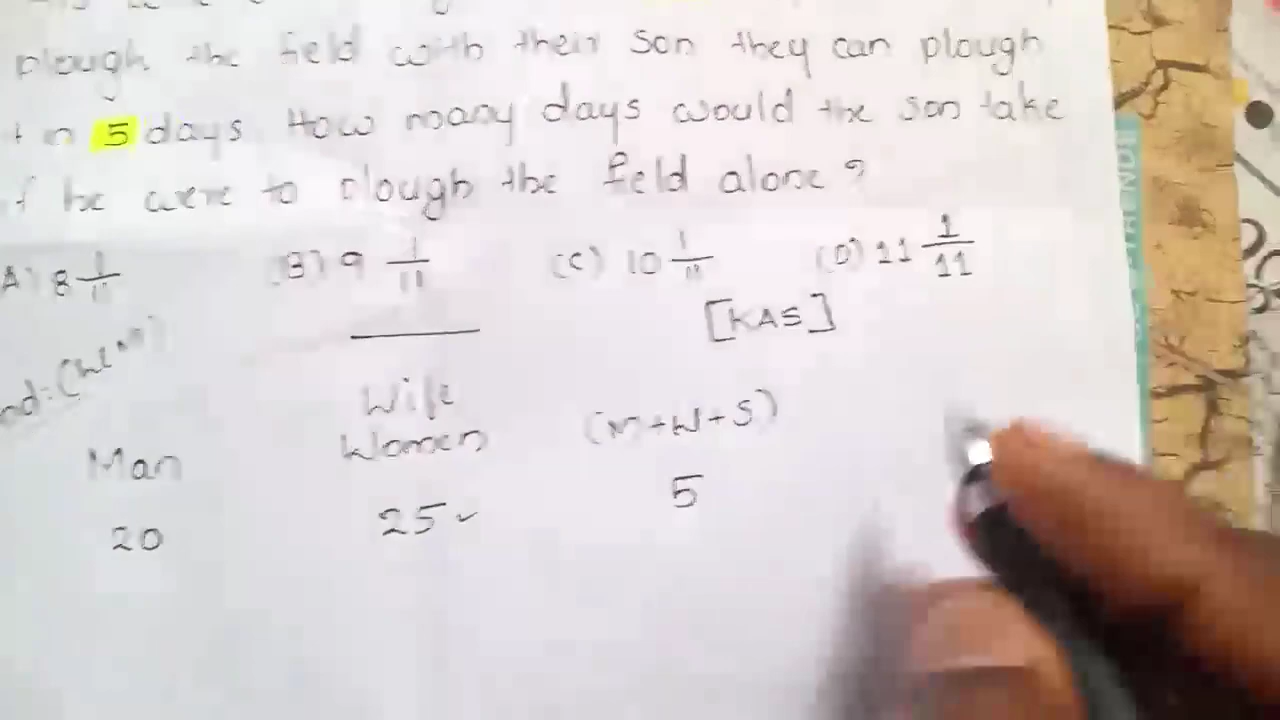 plough the field with their son they can plough
in 5 days. How many days would the son take
if he were to plough the field alone?
A) 8 1/11 (B) 9 1/11 (C) 10 1/11 (D) 11 1/11
[KAS]
Wife
Man Women (M+W+S)
20 25 ✓ 5